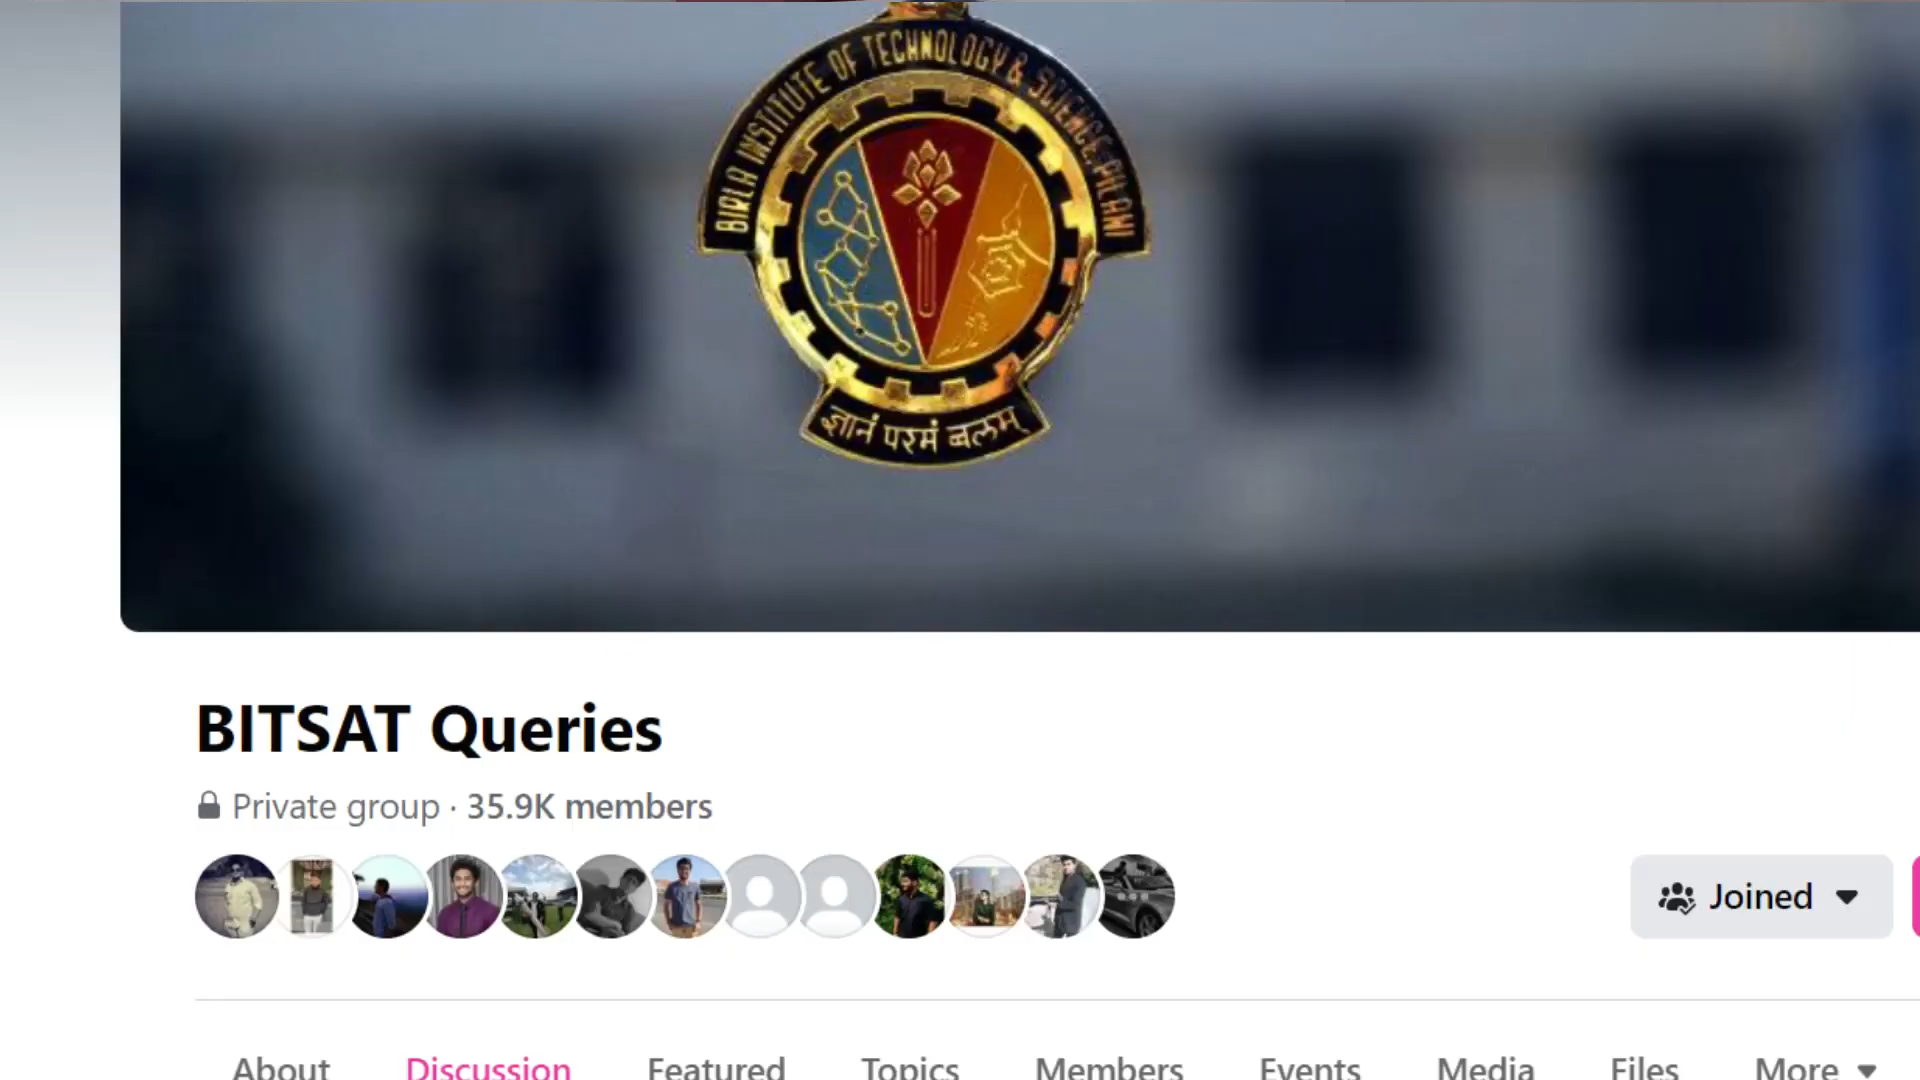 BIRLA INSTITUTE OF TECHNOLOGY & SCIENCE, PILANI
ज्ञानं परमं बलम्
BITSAT Queries
Private group · 35.9K members
Joined
About Discussion Featured Topics Members Events Media Files More